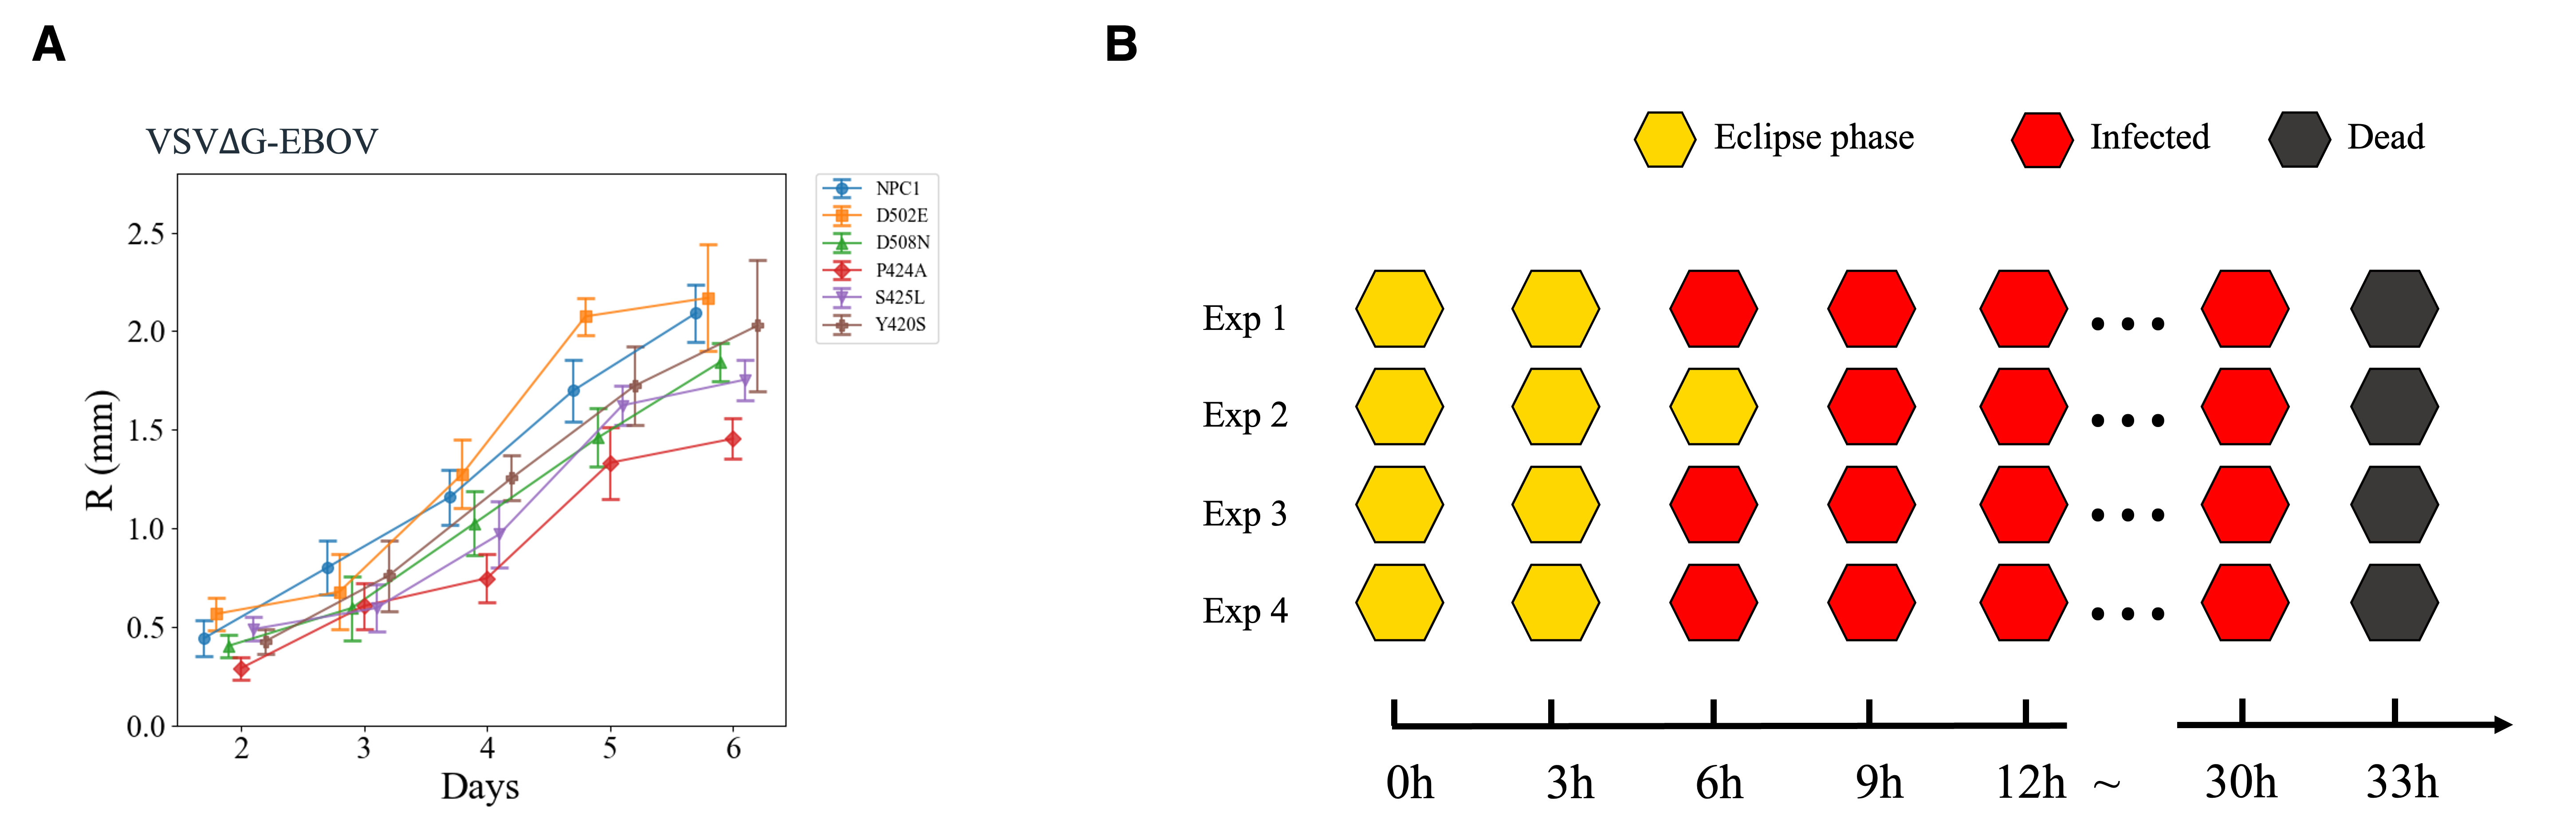 A
VSVΔG-EBOV
R (mm)
2.5
2.0
1.5
1.0
0.5
0.0
2 3 4 5 6
Days
NPC1
D502E
D508N
P424A
S425L
Y420S
B
Eclipse phase Infected Dead
Exp 1
Exp 2
Exp 3
Exp 4
0h 3h 6h 9h 12h ~ 30h 33h